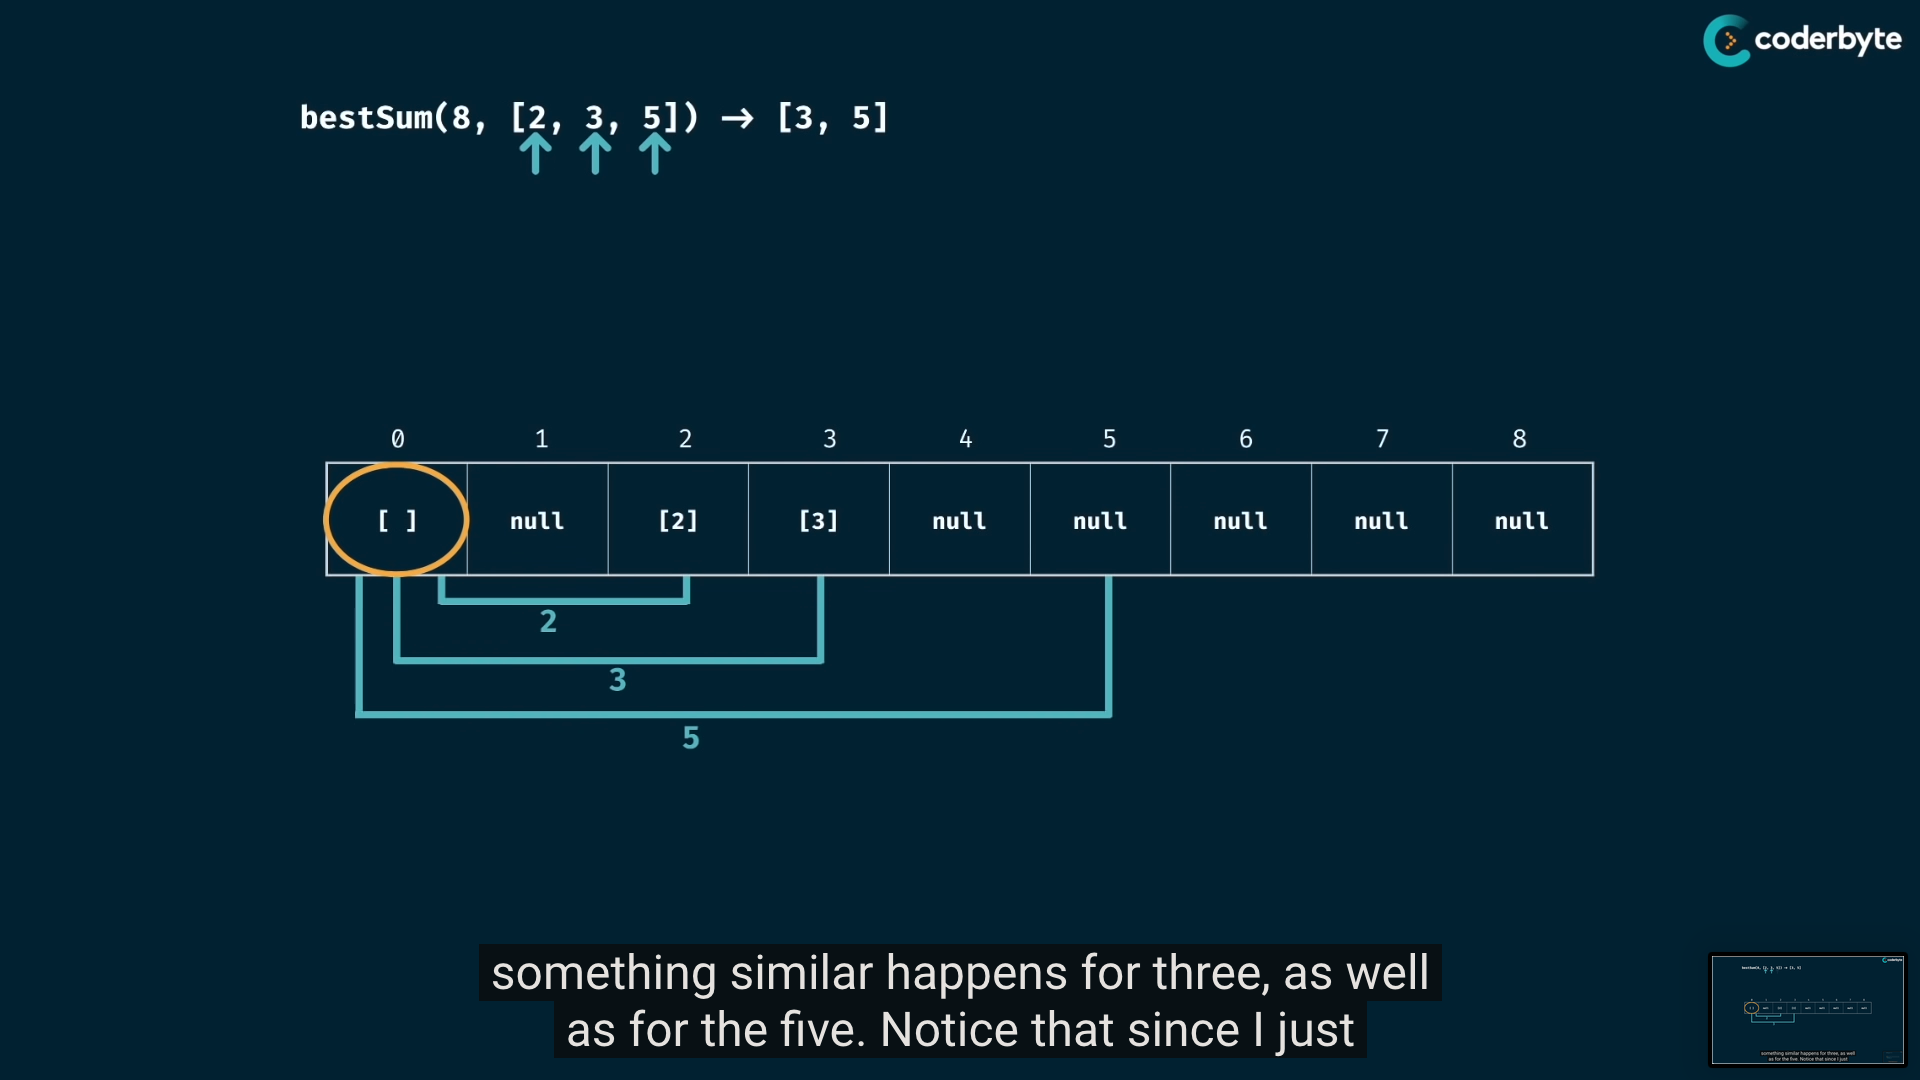 coderbyte
bestSum(8, [2, 3, 5]) → [3, 5]
0 1 2 3 4 5 6 7 8
[ ] null [2] [3] null null null null null
2
3
5
something similar happens for three, as well
as for the five. Notice that since I just